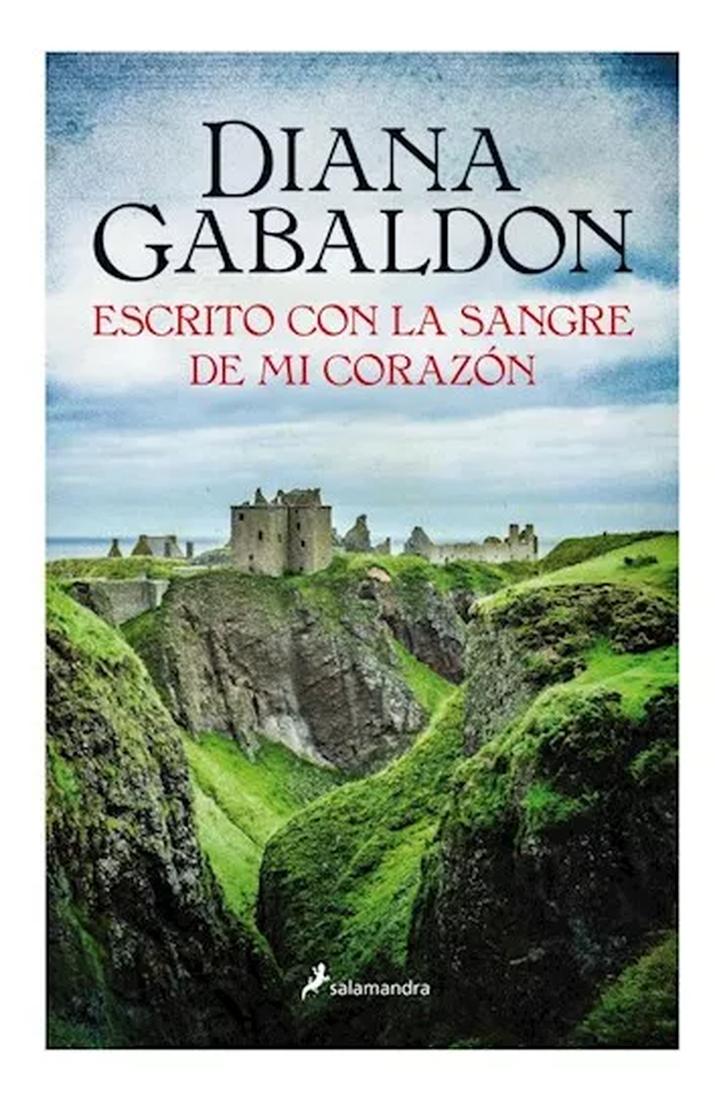 DIANA
GABALDON
ESCRITO CON LA SANGRE
DE MI CORAZÓN
salamandra